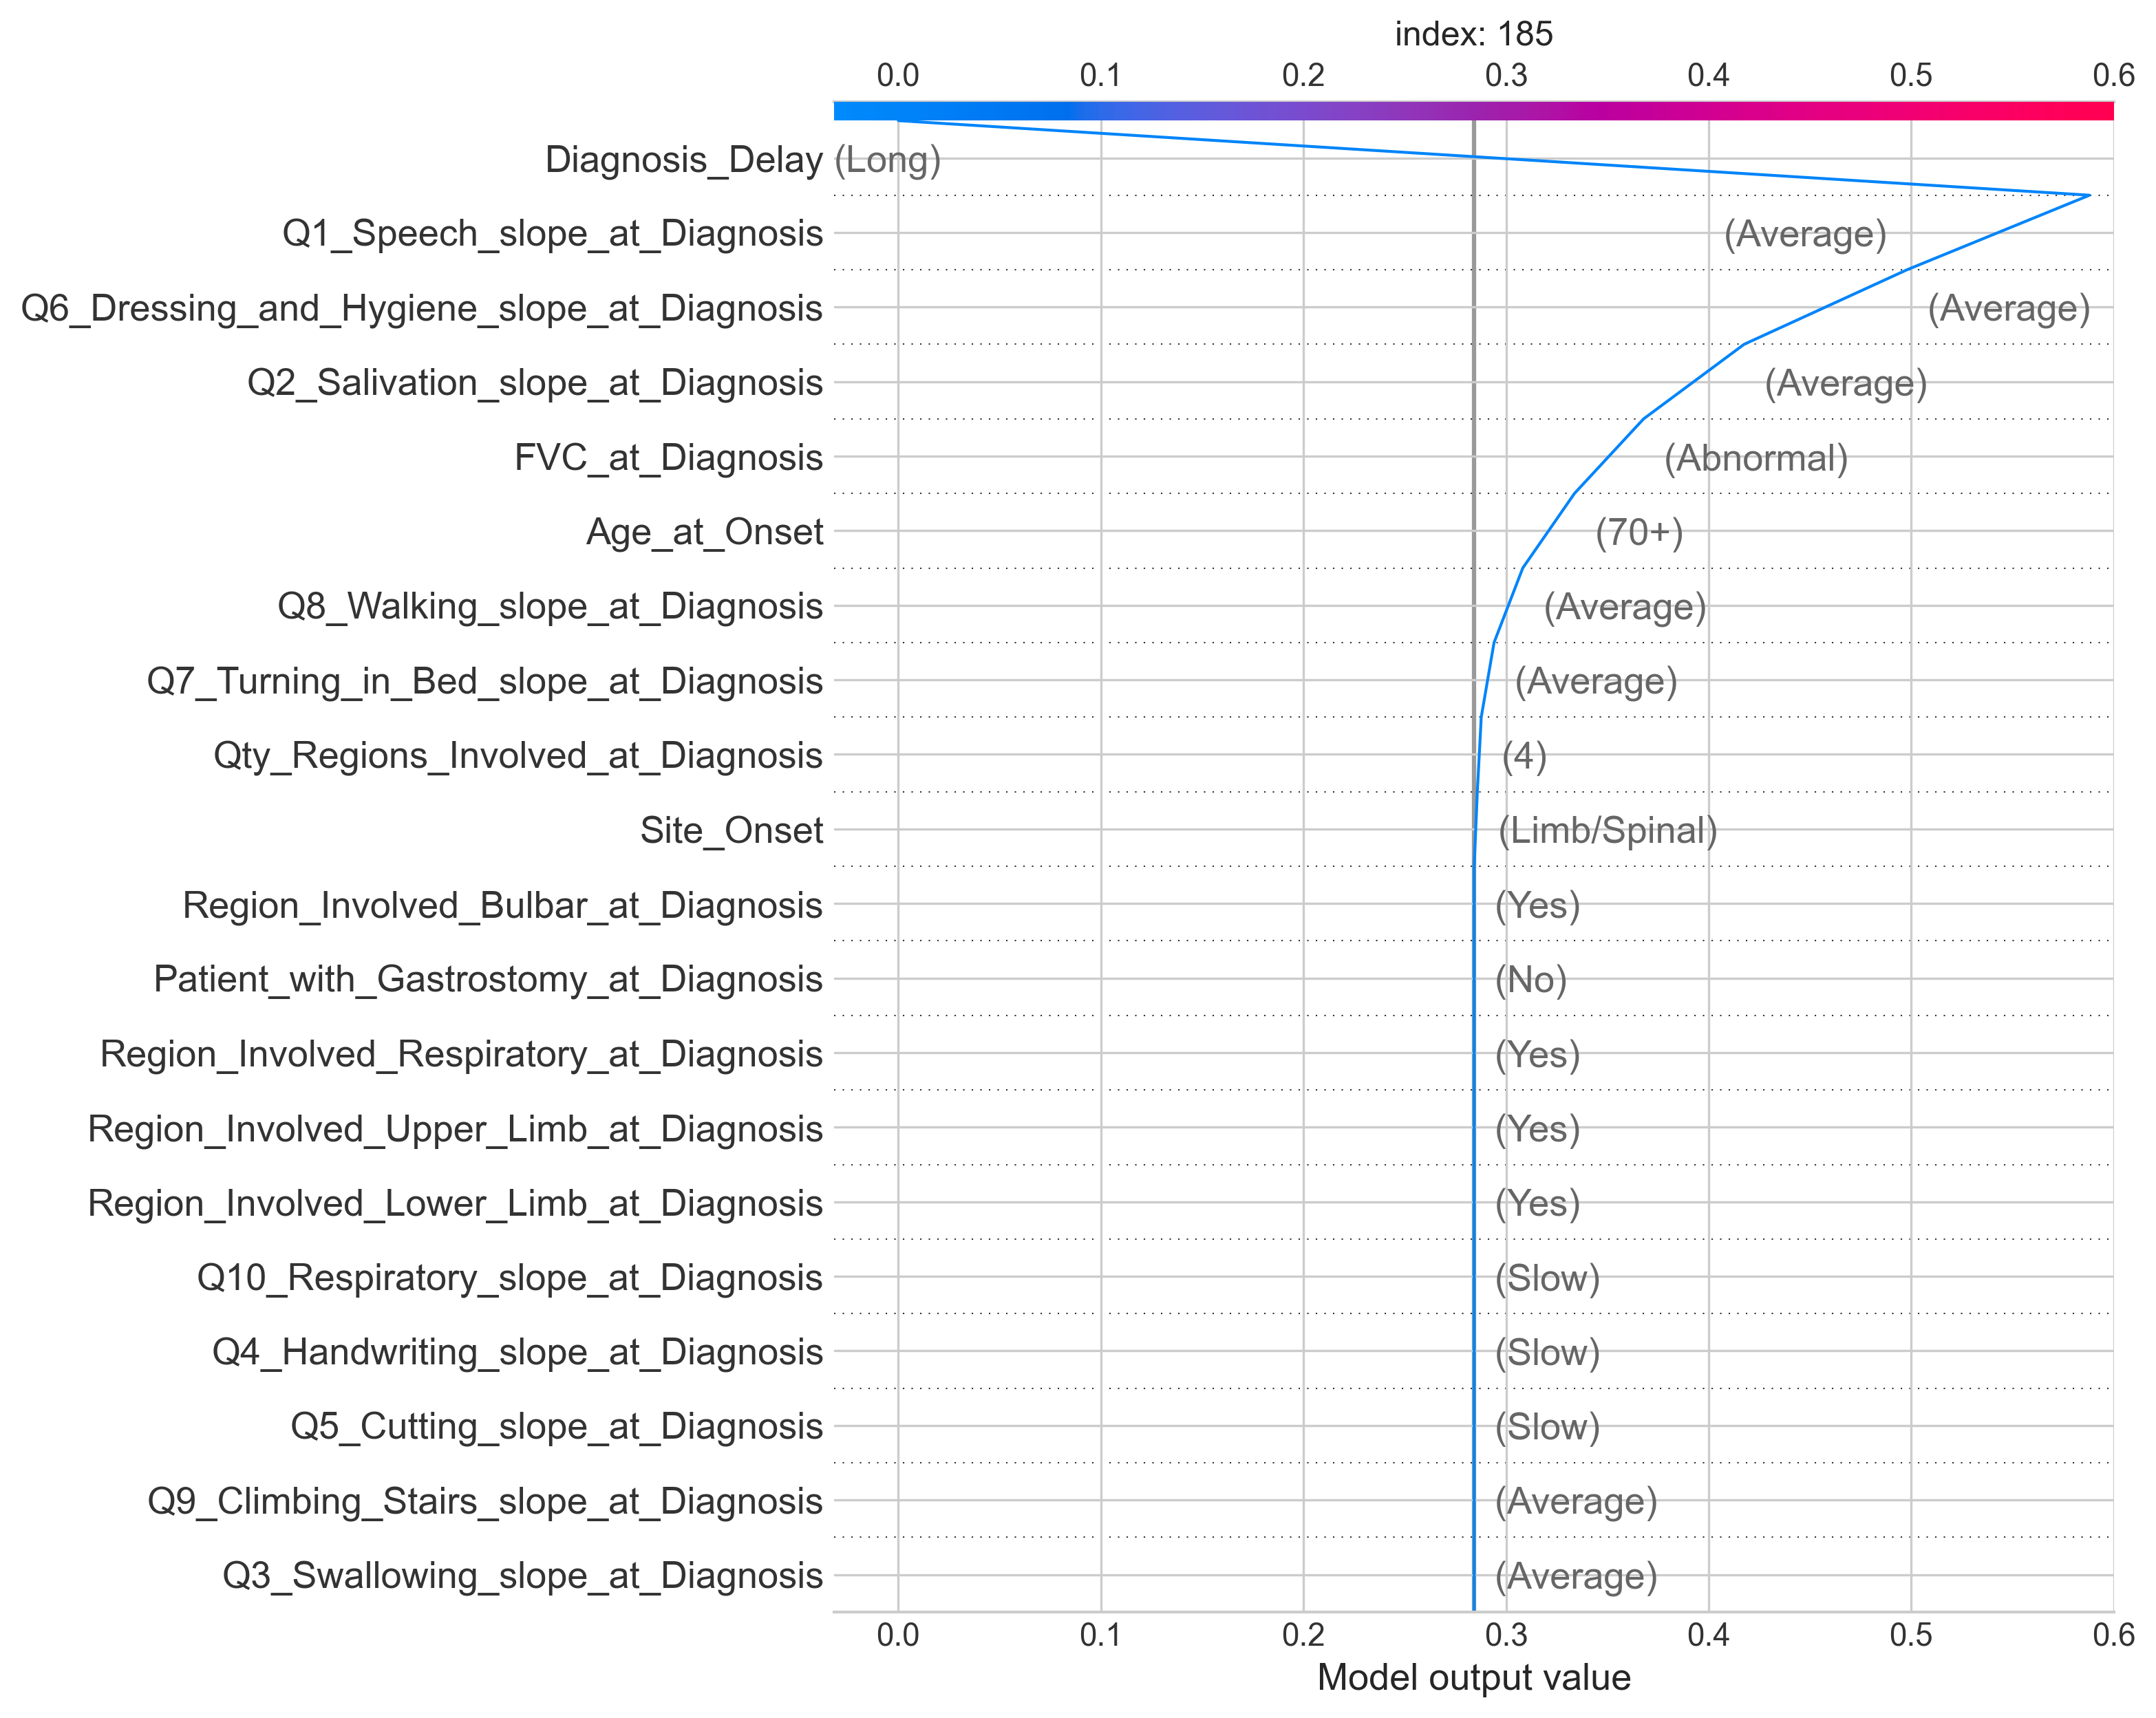 index: 185
0.0 0.1 0.2 0.3 0.4 0.5 0.6
Diagnosis_Delay (Long)
Q1_Speech_slope_at_Diagnosis (Average)
Q6_Dressing_and_Hygiene_slope_at_Diagnosis (Average)
Q2_Salivation_slope_at_Diagnosis (Average)
FVC_at_Diagnosis (Abnormal)
Age_at_Onset (70+)
Q8_Walking_slope_at_Diagnosis (Average)
Q7_Turning_in_Bed_slope_at_Diagnosis (Average)
Qty_Regions_Involved_at_Diagnosis (4)
Site_Onset (Limb/Spinal)
Region_Involved_Bulbar_at_Diagnosis (Yes)
Patient_with_Gastrostomy_at_Diagnosis (No)
Region_Involved_Respiratory_at_Diagnosis (Yes)
Region_Involved_Upper_Limb_at_Diagnosis (Yes)
Region_Involved_Lower_Limb_at_Diagnosis (Yes)
Q10_Respiratory_slope_at_Diagnosis (Slow)
Q4_Handwriting_slope_at_Diagnosis (Slow)
Q5_Cutting_slope_at_Diagnosis (Slow)
Q9_Climbing_Stairs_slope_at_Diagnosis (Average)
Q3_Swallowing_slope_at_Diagnosis (Average)
0.0 0.1 0.2 0.3 0.4 0.5 0.6
Model output value